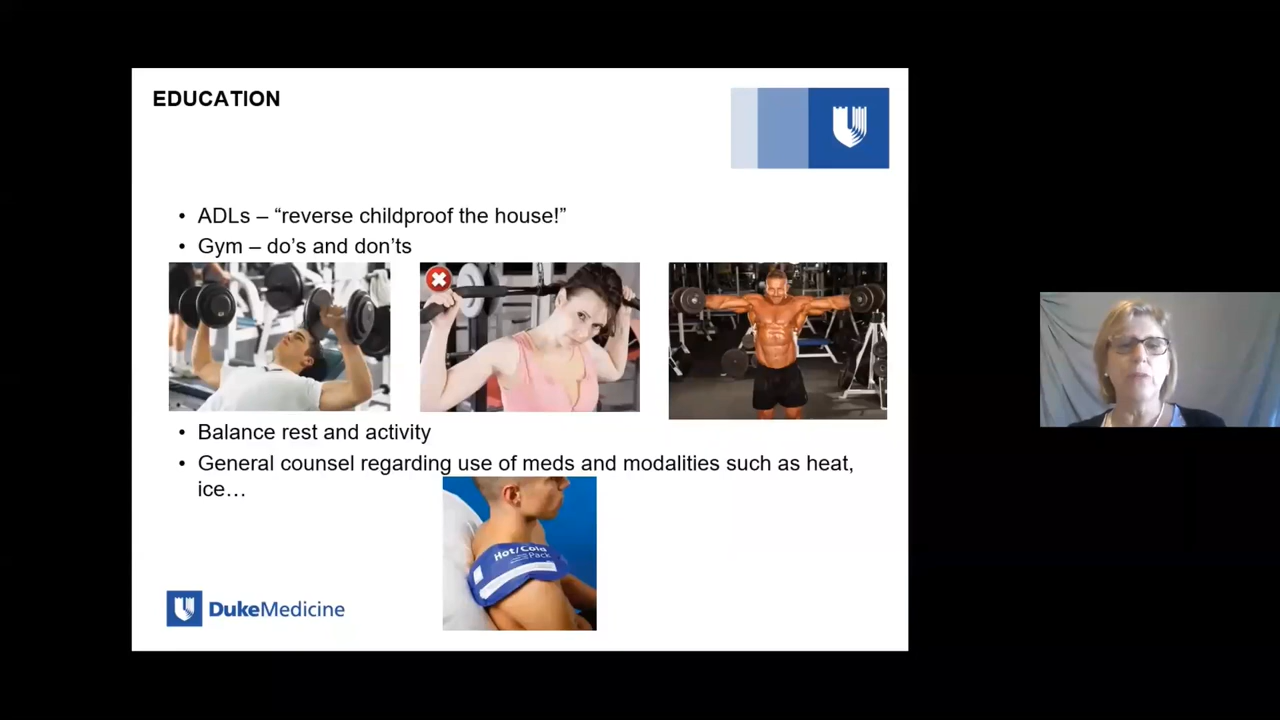 EDUCATION
• ADLs – “reverse childproof the house!”
• Gym – do’s and don’ts
• Balance rest and activity
• General counsel regarding use of meds and modalities such as heat,
ice…
Hot/Cold
Pack
DukeMedicine